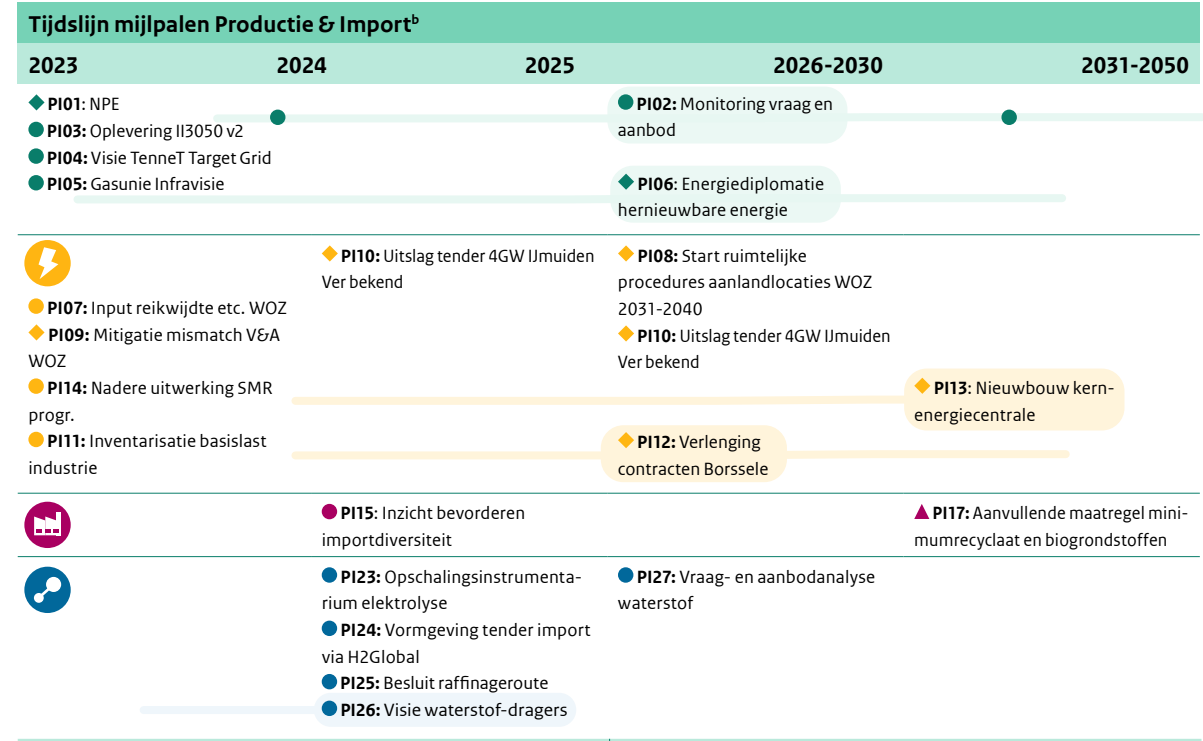 Tijdslijn mijlpalen Productie & Importᵇ
2023 2024 2025 2026-2030 2031-2050
PI01: NPE
PI03: Oplevering II3050 v2
PI04: Visie TenneT Target Grid
PI05: Gasunie Infravisie
PI02: Monitoring vraag en
aanbod
PI06: Energiediplomatie
hernieuwbare energie
PI07: Input reikwijdte etc. WOZ
PI09: Mitigatie mismatch V&A
WOZ
PI14: Nadere uitwerking SMR
progr.
PI11: Inventarisatie basislast
industrie
PI10: Uitslag tender 4GW IJmuiden
Ver bekend
PI08: Start ruimtelijke
procedures aanlandlocaties WOZ
2031-2040
PI10: Uitslag tender 4GW IJmuiden
Ver bekend
PI12: Verlenging
contracten Borssele
PI13: Nieuwbouw kern-
energiecentrale
PI15: Inzicht bevorderen
importdiversiteit
PI17: Aanvullende maatregel mini-
mumrecyclaat en biogrondstoffen
PI23: Opschalingsinstrumenta-
rium elektrolyse
PI24: Vormgeving tender import
via H2Global
PI25: Besluit raffinageroute
PI26: Visie waterstof-dragers
PI27: Vraag- en aanbodanalyse
waterstof